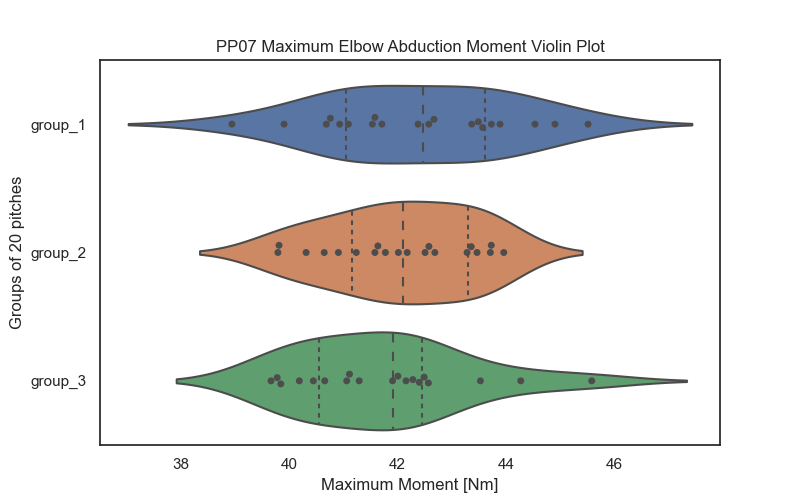 PP07 Maximum Elbow Abduction Moment Violin Plot
Groups of 20 pitches
group_1
group_2
group_3
38 40 42 44 46
Maximum Moment [Nm]